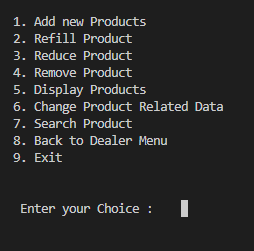 1. Add new Products
2. Refill Product
3. Reduce Product
4. Remove Product
5. Display Products
6. Change Product Related Data
7. Search Product
8. Back to Dealer Menu
9. Exit
Enter your Choice :